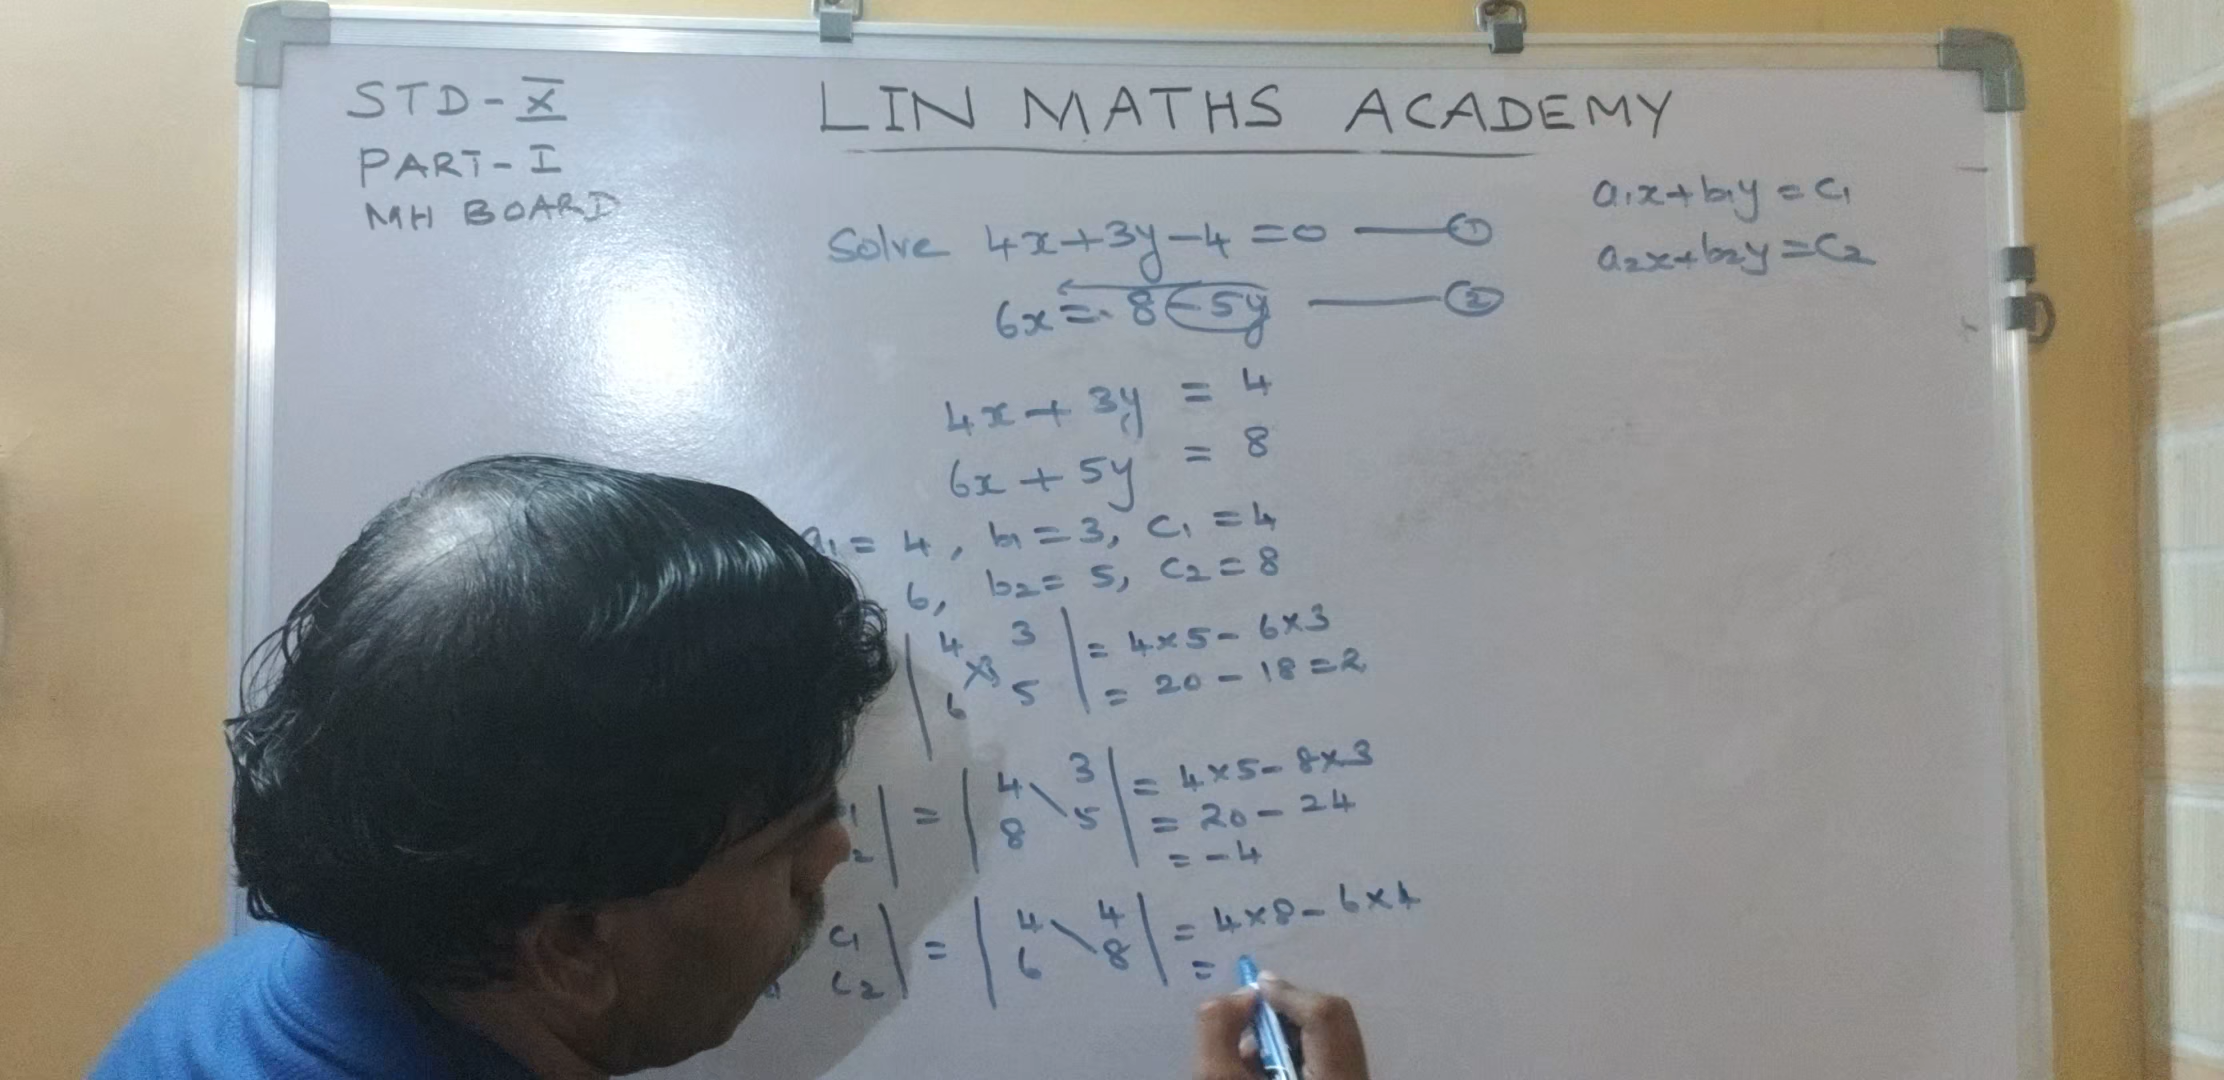 STD - X
PART - I
MH BOARD
LIN MATHS ACADEMY
a₁x + b₁y = c₁
a₂x + b₂y = c₂
Solve 4x + 3y - 4 = 0 — ①
6x = 8 - 5y — ②
4x + 3y = 4
6x + 5y = 8
a₁ = 4, b₁ = 3, c₁ = 4
6, b₂ = 5, c₂ = 8
| 4 3 | = 4×5 - 6×3
| 6 5 | = 20 - 18 = 2
| = | 4 3 | = 4×5 - 8×3
| 8 5 | = 20 - 24
= -4
c₁ | = | 4 4 | = 4×8 - 6×4
c₂ | | 6 8 | =